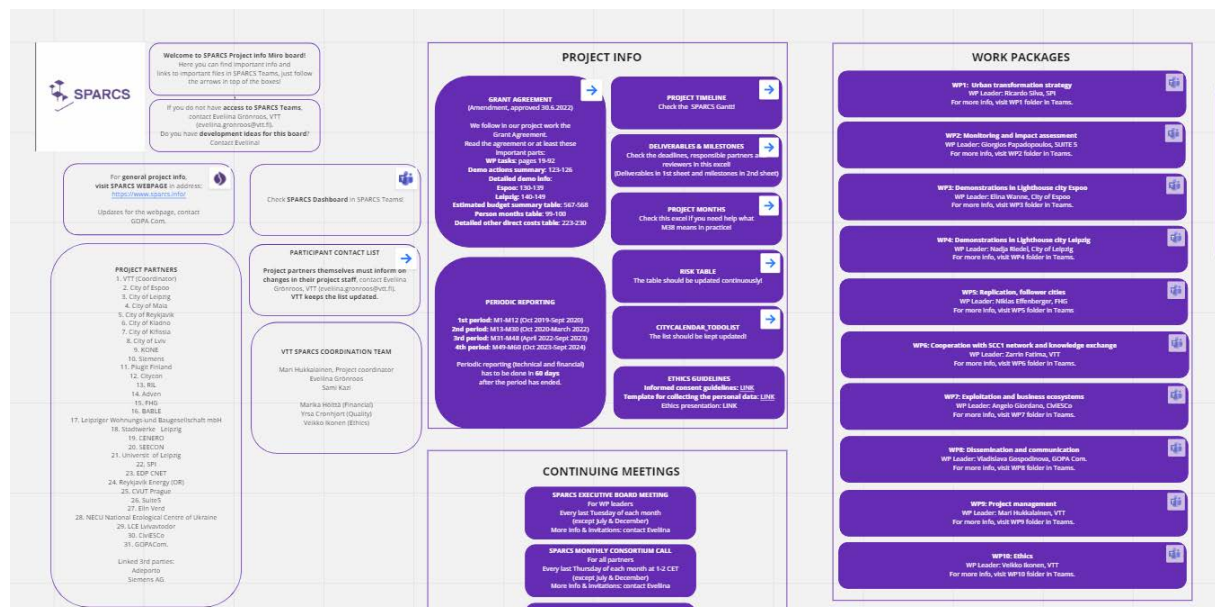 SPARCS
Welcome to SPARCS Project Info Miro board!
Here you can find important info and
links to important files in SPARCS Teams, just follow
the arrows in top of the boxes!
If you do not have access to SPARCS Teams,
contact Eveliina Grönroos, VTT
(eveliina.gronroos@vtt.fi).
Do you have development ideas for this board?
Contact Eveliina!
For general project info,
visit SPARCS WEBPAGE in address:
https://www.sparcs.info/
Updates for the webpage, contact
GOPA Com.
Check SPARCS Dashboard in SPARCS Teams!
PROJECT PARTNERS
1. VTT (Coordinator)
2. City of Espoo
3. City of Leipzig
4. City of Maia
5. City of Reykjavik
6. City of Kladno
7. City of Kifissia
8. City of Lviv
9. KONE
10. Siemens
11. Plugit Finland
12. Citycon
13. RIL
14. Adven
15. FHG
16. BABLE
17. Leipziger Wohnungs und Baugesellschaft mbH
18. Stadtwerke Leipzig
19. CENERO
20. SEECON
21. Universit of Leipzig
22. SPI
23. EDP CNET
24. Reykjavik Energy (OR)
25. CVUT Prague
26. Suite5
27. Elin Verd
28. NECU National Ecological Centre of Ukraine
29. LCE Lvivavtodor
30. CiviESCo
31. GOPACom.
Linked 3rd parties:
Adeporto
Siemens AG
PARTICIPANT CONTACT LIST
Project partners themselves must inform on
changes in their project staff, contact Eveliina
Grönroos, VTT (eveliina.gronroos@vtt.fi).
VTT keeps the list updated.
VTT SPARCS COORDINATION TEAM
Mari Hukkalainen, Project coordinator
Eveliina Grönroos
Sami Kazi
Marika Holtta (Financial)
Yrsa Cronhjort (Quality)
Veikko Ikonen (Ethics)
PROJECT INFO
GRANT AGREEMENT
(Amendment, approved 30.6.2022)
We follow in our project work the
Grant Agreement.
Read the agreement or at least these
important parts:
WP tasks: pages 19-92
Demo actions summary: 123-126
Detailed demo info:
Espoo: 130-139
Leipzig: 140-149
Estimated budget summary table: 567-568
Person months table: 99-100
Detailed other direct costs table: 223-230
PERIODIC REPORTING
1st period: M1-M12 (Oct 2019-Sept 2020)
2nd period: M13-M30 (Oct 2020-March 2022)
3rd period: M31-M48 (April 2022-Sept 2023)
4th period: M49-M60 (Oct 2023-Sept 2024)
Periodic reporting (technical and financial)
has to be done in 60 days
after the period has ended.
PROJECT TIMELINE
Check the SPARCS Gantt!
DELIVERABLES & MILESTONES
Check the deadlines, responsible partners a
reviewers in this excel!
(Deliverables in 1st sheet and milestones in 2nd sheet)
PROJECT MONTHS
Check this excel if you need help what
M38 means in practice!
RISK TABLE
The table should be updated continuously!
CITYCALENDAR_TODOLIST
The list should be kept updated!
ETHICS GUIDELINES
Informed consent guidelines: LINK
Template for collecting the personal data: LINK
Ethics presentation: LINK
CONTINUING MEETINGS
SPARCS EXECUTIVE BOARD MEETING
For WP leaders
Every last Tuesday of each month
(except July & December)
More info & invitations: contact Eveliina
SPARCS MONTHLY CONSORTIUM CALL
For all partners
Every last Thursday of each month at 1-2 CET
(except July & December)
More info & invitations: contact Eveliina
WORK PACKAGES
WP1: Urban transformation strategy
WP Leader: Ricardo Silva, SPI
For more info, visit WP1 folder in Teams.
WP2: Monitoring and impact assessment
WP Leader: Giorgios Papadopoulos, SUITE 5
For more info, visit WP2 folder in Teams.
WP3: Demonstrations in Lighthouse city Espoo
WP Leader: Elina Wanne, City of Espoo
For more info, visit WP3 folder in Teams.
WP4: Demonstrations in Lighthouse city Leipzig
WP Leader: Nadja Riedel, City of Leipzig
For more info, visit WP4 folder in Teams.
WP5: Replication, follower cities
WP Leader: Niklas Effenberger, FHG
For more info, visit WP5 folder in Teams
WP6: Cooperation with SCC1 network and knowledge exchange
WP Leader: Zarrin Fatima, VTT
For more info, visit WP6 folder in Teams.
WP7: Exploitation and business ecosystems
WP Leader: Angelo Giordano, CiviESCo
For more info, visit WP7 folder in Teams.
WP8: Dissemination and communication
WP Leader: Vladislava Gospodinova, GOPA Com.
For more info, visit WP8 folder in Teams.
WP9: Project management
WP Leader: Mari Hukkalainen, VTT
For more info, visit WP9 folder in Teams.
WP10: Ethics
WP Leader: Veikko Ikonen, VTT
For more info, visit WP10 folder in Teams.